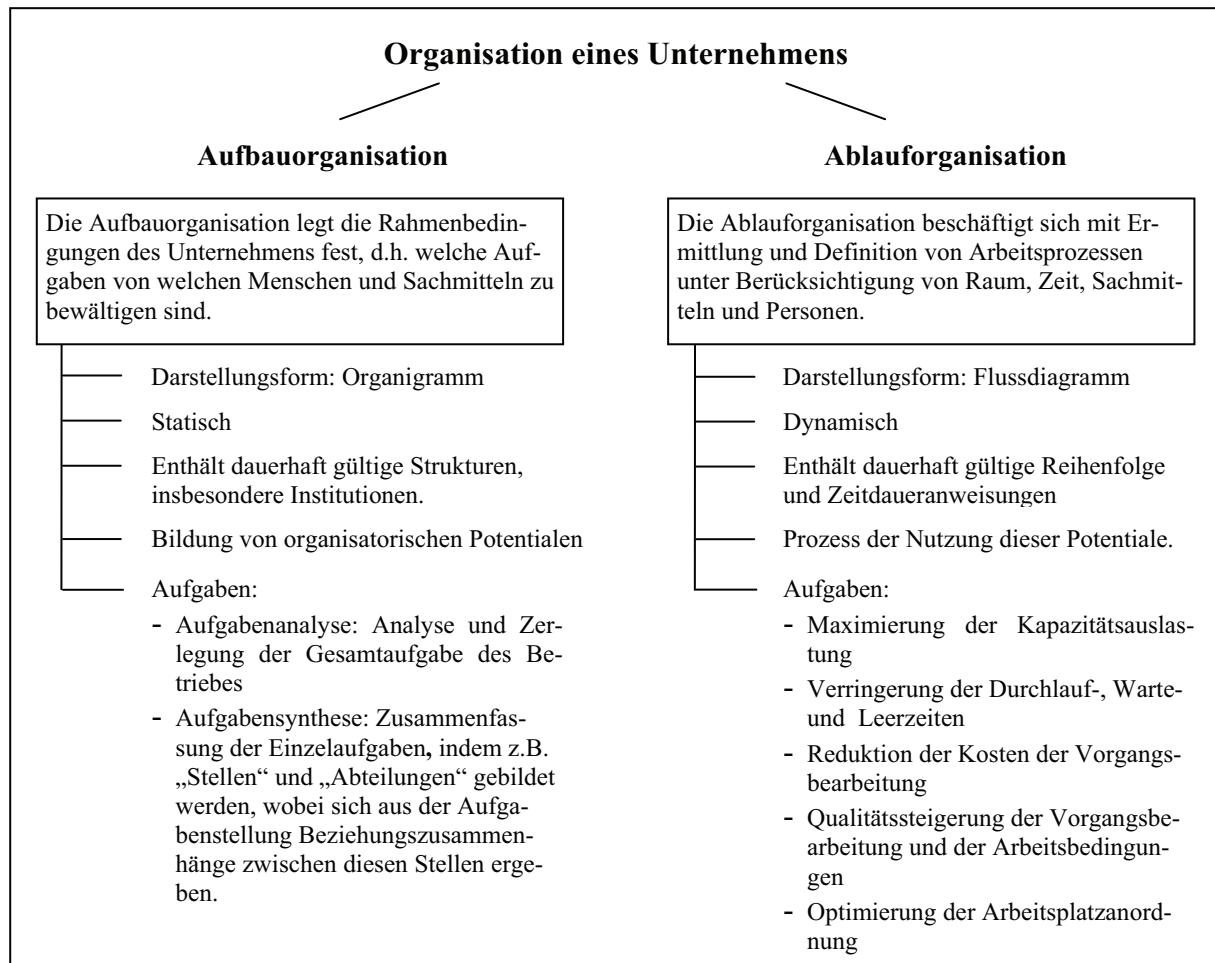 Organisation eines Unternehmens
Aufbauorganisation
Die Aufbauorganisation legt die Rahmenbedin-
gungen des Unternehmens fest, d.h. welche Auf-
gaben von welchen Menschen und Sachmitteln zu
bewältigen sind.
Darstellungsform: Organigramm
Statisch
Enthält dauerhaft gültige Strukturen,
insbesondere Institutionen.
Bildung von organisatorischen Potentialen
Aufgaben:
- Aufgabenanalyse: Analyse und Zer-
legung der Gesamtaufgabe des Be-
triebes
- Aufgabensynthese: Zusammenfas-
sung der Einzelaufgaben, indem z.B.
„Stellen“ und „Abteilungen“ gebildet
werden, wobei sich aus der Aufga-
benstellung Beziehungszusammen-
hänge zwischen diesen Stellen erge-
ben.
Ablauforganisation
Die Ablauforganisation beschäftigt sich mit Er-
mittlung und Definition von Arbeitsprozessen
unter Berücksichtigung von Raum, Zeit, Sachmit-
teln und Personen.
Darstellungsform: Flussdiagramm
Dynamisch
Enthält dauerhaft gültige Reihenfolge
und Zeitdaueranweisungen
Prozess der Nutzung dieser Potentiale.
Aufgaben:
- Maximierung der Kapazitätsauslas-
tung
- Verringerung der Durchlauf-, Warte-
und Leerzeiten
- Reduktion der Kosten der Vorgangs-
bearbeitung
- Qualitätssteigerung der Vorgangsbe-
arbeitung und der Arbeitsbedingun-
gen
- Optimierung der Arbeitsplatzanord-
nung